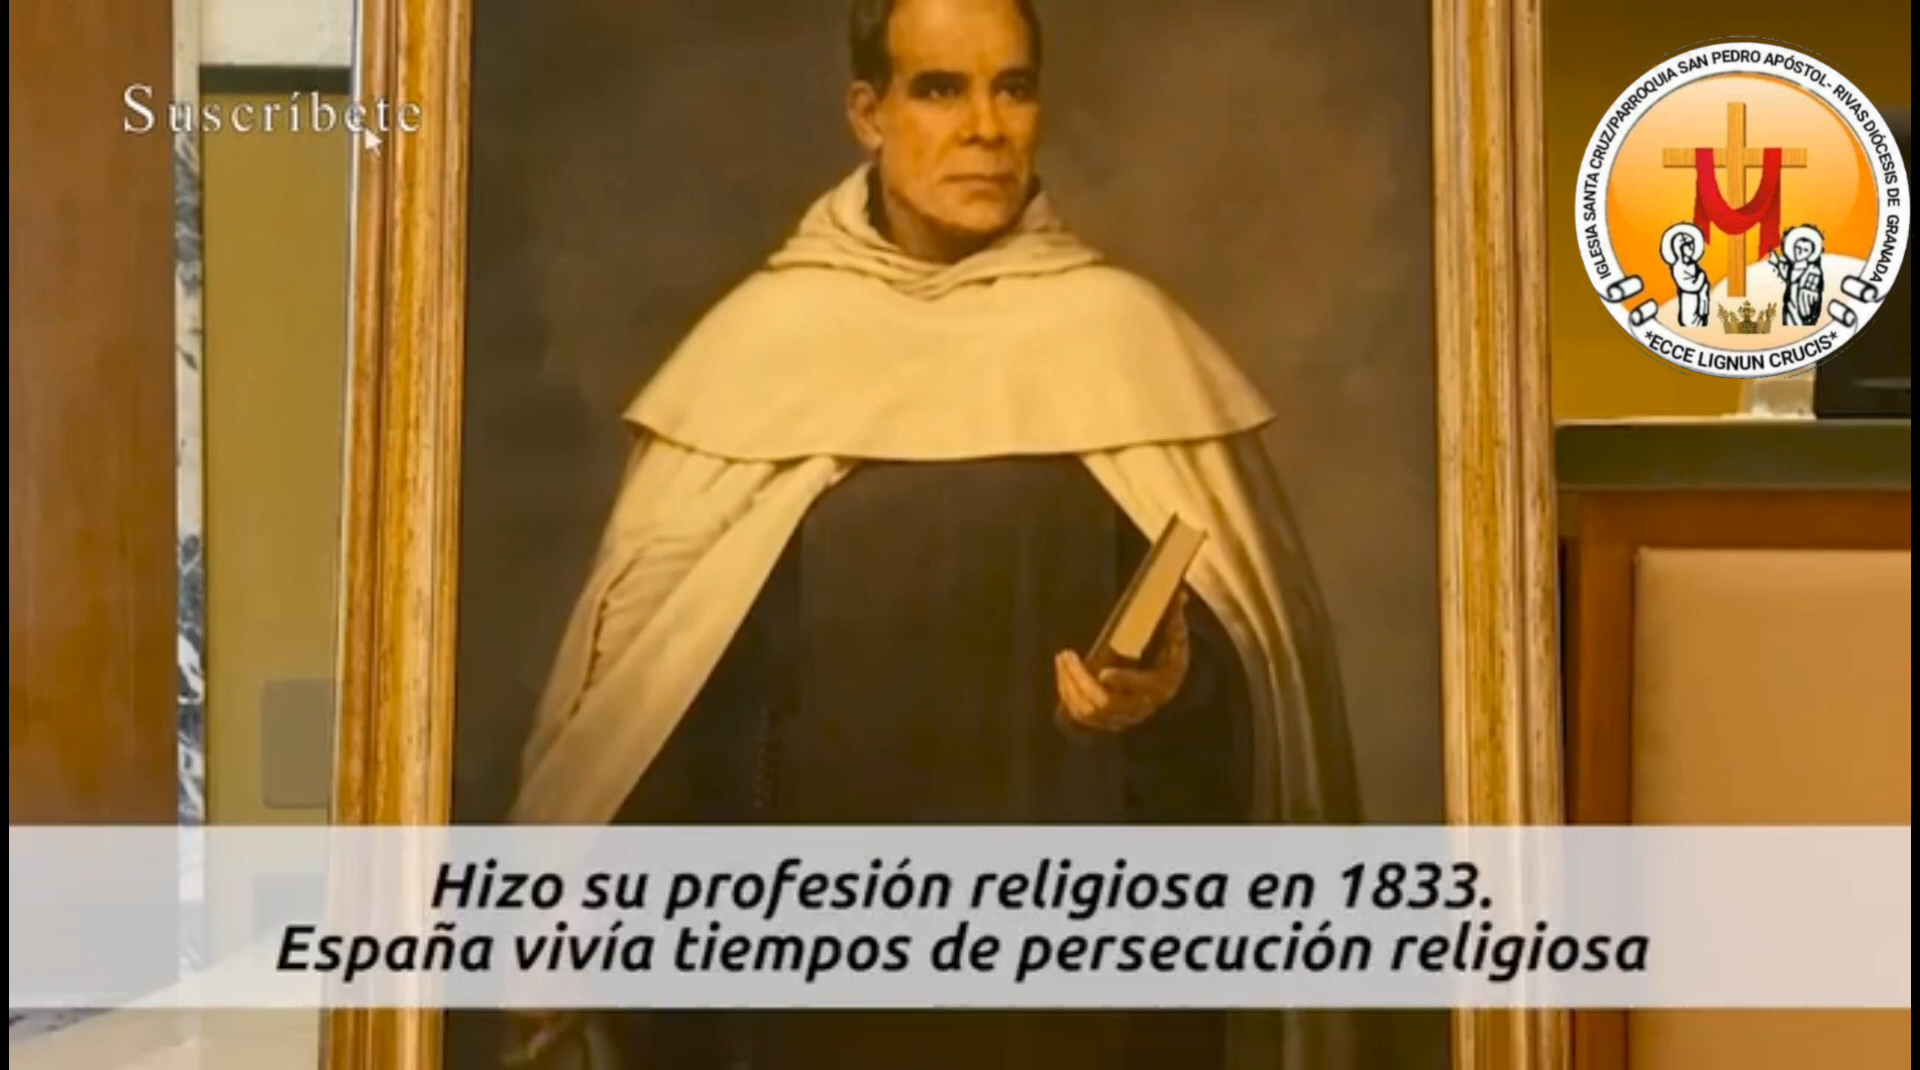 Suscríbete
IGLESIA SANTA CRUZ/PARROQUIA SAN PEDRO APÓSTOL- RIVAS DIÓCESIS DE GRANADA
*ECCE LIGNUN CRUCIS*
Hizo su profesión religiosa en 1833.
España vivía tiempos de persecución religiosa